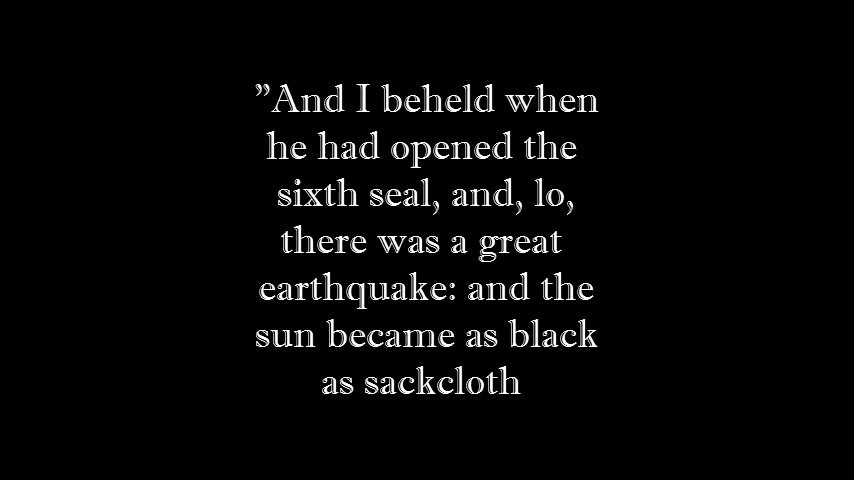 ”And I beheld when
he had opened the
sixth seal, and, lo,
there was a great
earthquake: and the
sun became as black
as sackcloth